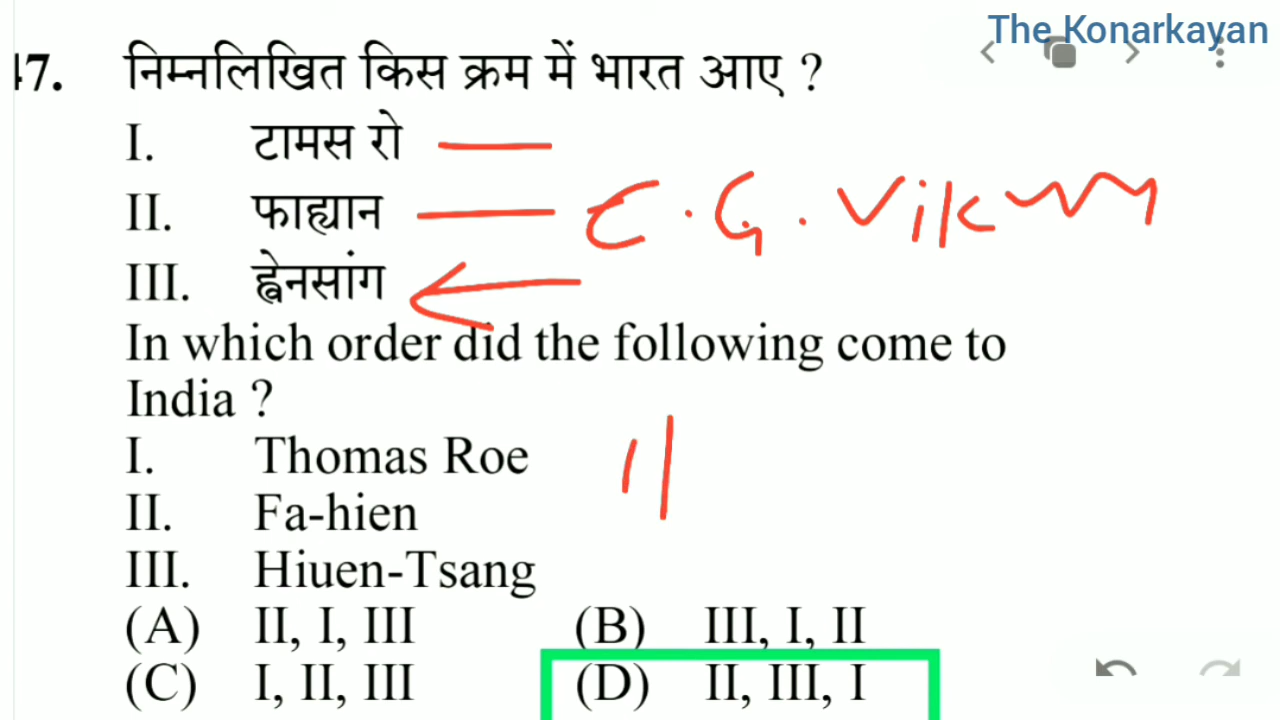 The Konarkayan
47. निम्नलिखित किस क्रम में भारत आए ?
I. टामस रो
II. फाह्यान C.G. Vikram
III. ह्वेनसांग
In which order did the following come to
India ?
I. Thomas Roe
II. Fa-hien
III. Hiuen-Tsang
(A) II, I, III (B) III, I, II
(C) I, II, III (D) II, III, I